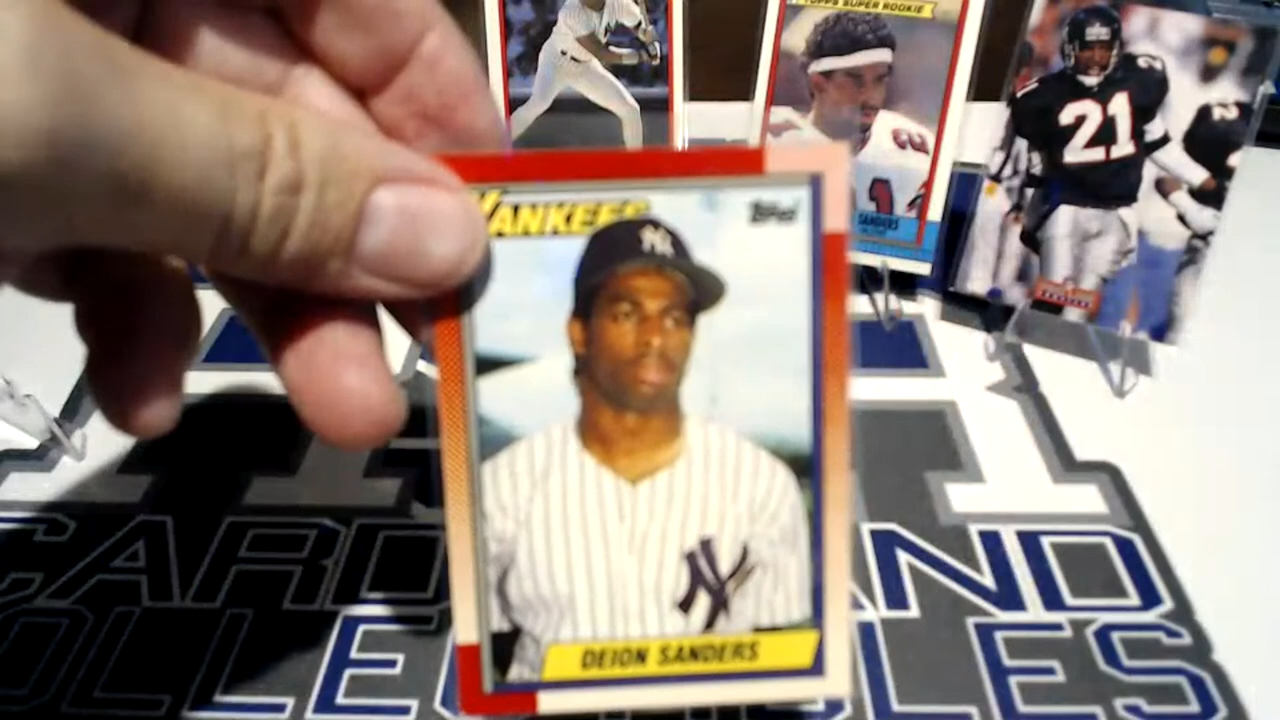 TOPPS SUPER ROOKIE
21
SANDERS
YANKEES
Topps
NY
NY
DEION SANDERS
CARD
AND